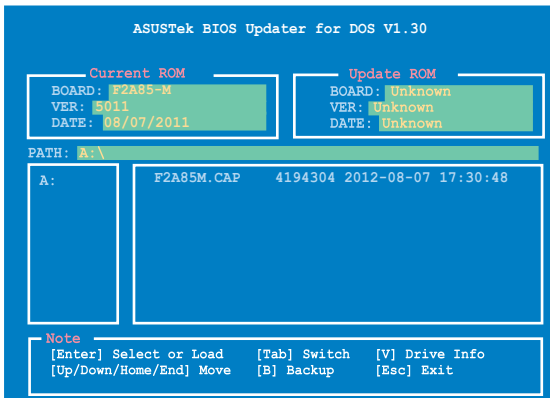 ASUSTek BIOS Updater for DOS V1.30
Current ROM
BOARD: F2A85-M
VER: 5011
DATE: 08/07/2011
Update ROM
BOARD: Unknown
VER: Unknown
DATE: Unknown
PATH: A:\
A:
F2A85M.CAP 4194304 2012-08-07 17:30:48
Note
[Enter] Select or Load [Tab] Switch [V] Drive Info
[Up/Down/Home/End] Move [B] Backup [Esc] Exit